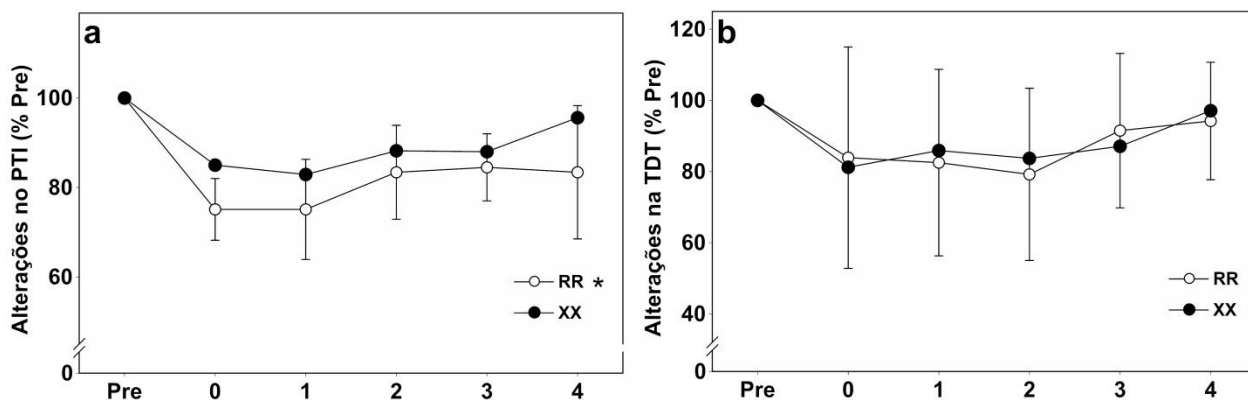 a
Alterações no PTI (% Pre)
100
80
60
0
RR *
XX
Pre 0 1 2 3 4
b
Alterações na TDT (% Pre)
120
100
80
60
40
0
RR
XX
Pre 0 1 2 3 4